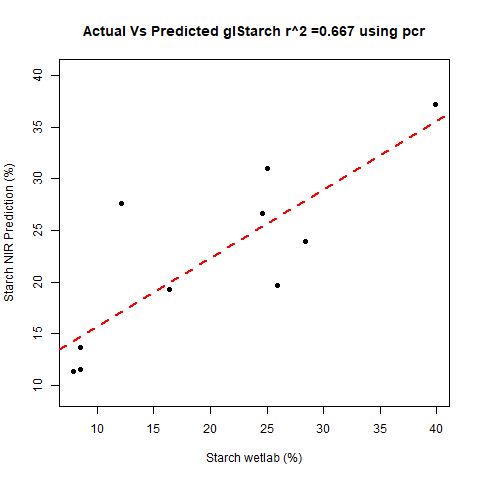 Actual Vs Predicted glStarch r^2 =0.667 using pcr
Starch NIR Prediction (%)
40
35
30
25
20
15
10
10 15 20 25 30 35 40
Starch wetlab (%)